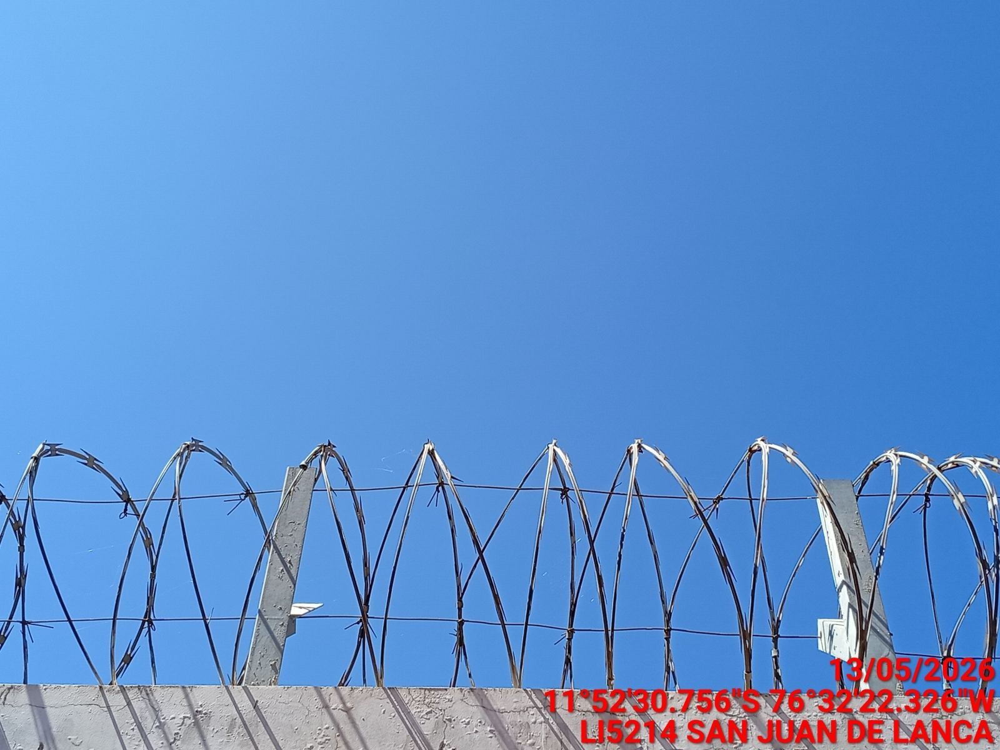 13/05/2026
11°52'30.756"S 76°32'22.326"W
LI5214 SAN JUAN DE LANCA